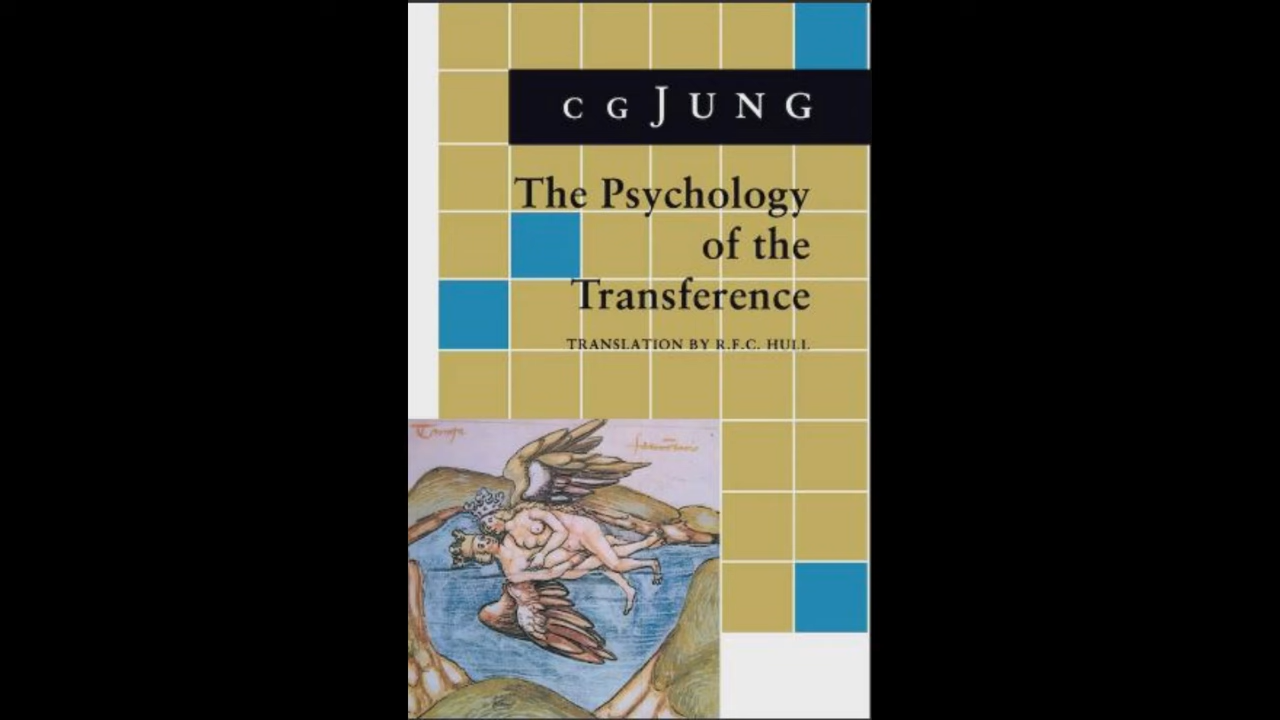 C G JUNG
The Psychology
of the
Transference
TRANSLATION BY R.F.C. HULL